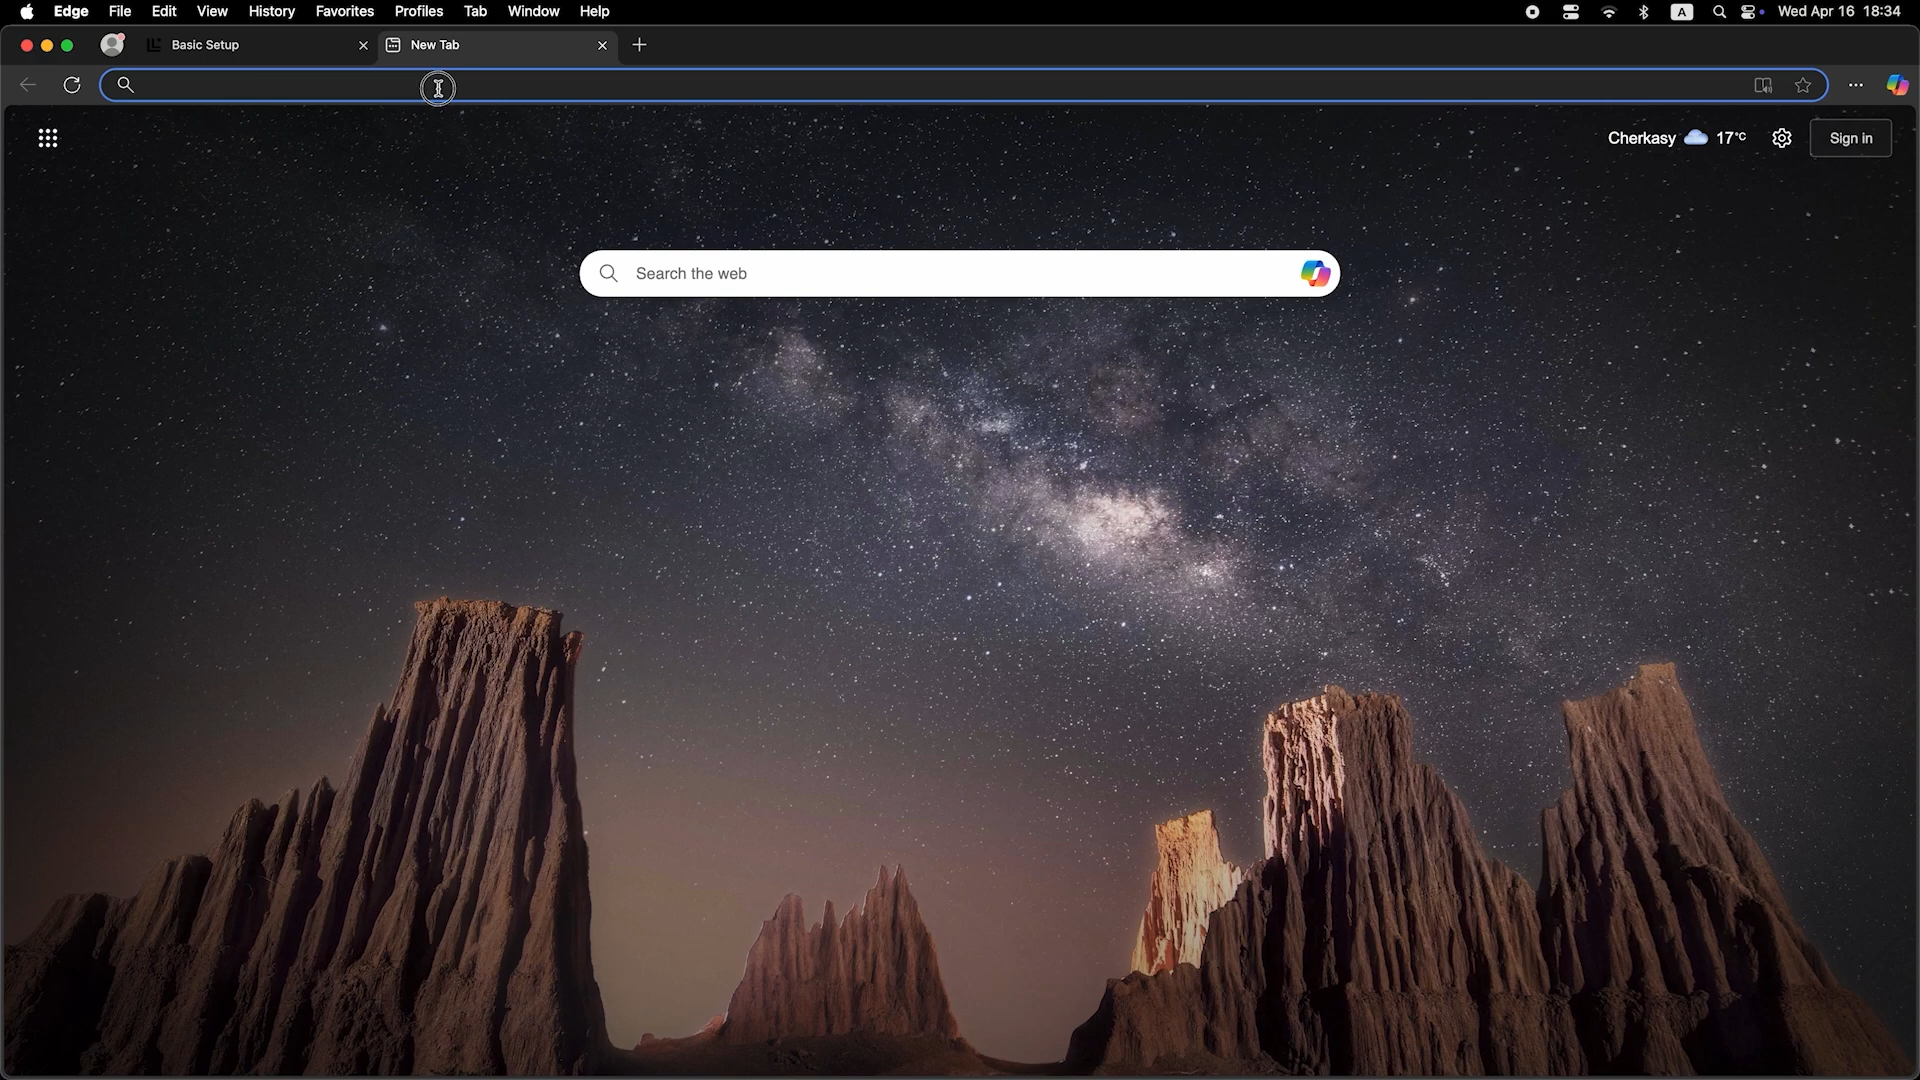 Edge File Edit View History Favorites Profiles Tab Window Help A Wed Apr 16 18:34
Basic Setup New Tab
Cherkasy 17°C Sign in
Search the web